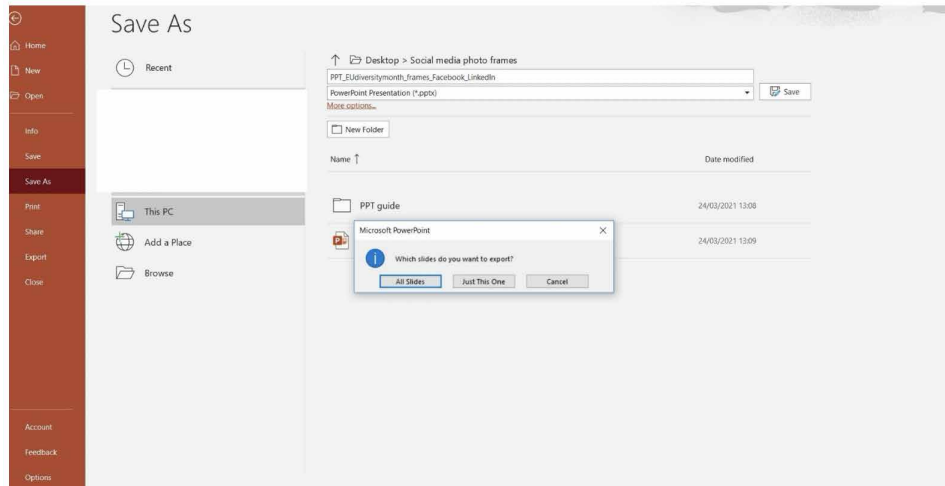 Save As
Home
New
Open
Info
Save
Save As
Print
Share
Export
Close
Account
Feedback
Options
Recent
This PC
Add a Place
Browse
Desktop > Social media photo frames
PPT_EUdiversitymonth_frames_Facebook_LinkedIn
PowerPoint Presentation (*.pptx)
Save
More options...
New Folder
Name ↑ Date modified
PPT guide 24/03/2021 13:08
24/03/2021 13:09
Microsoft PowerPoint
Which slides do you want to export?
All Slides Just This One Cancel